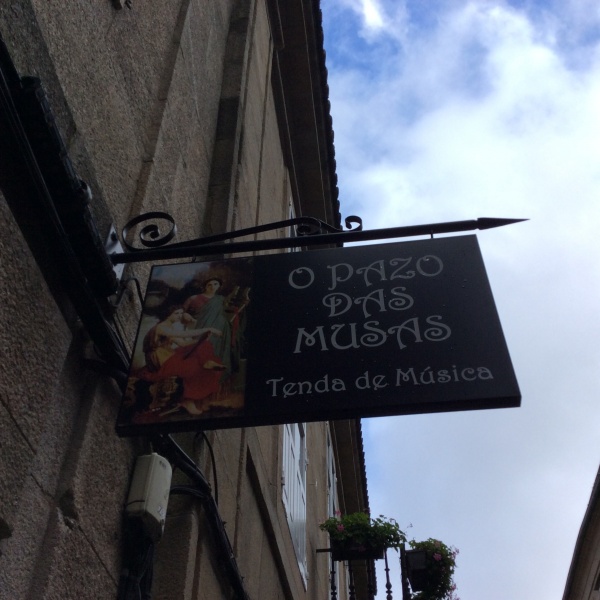 O PAZO
DAS
MUSAS
Tenda de Música